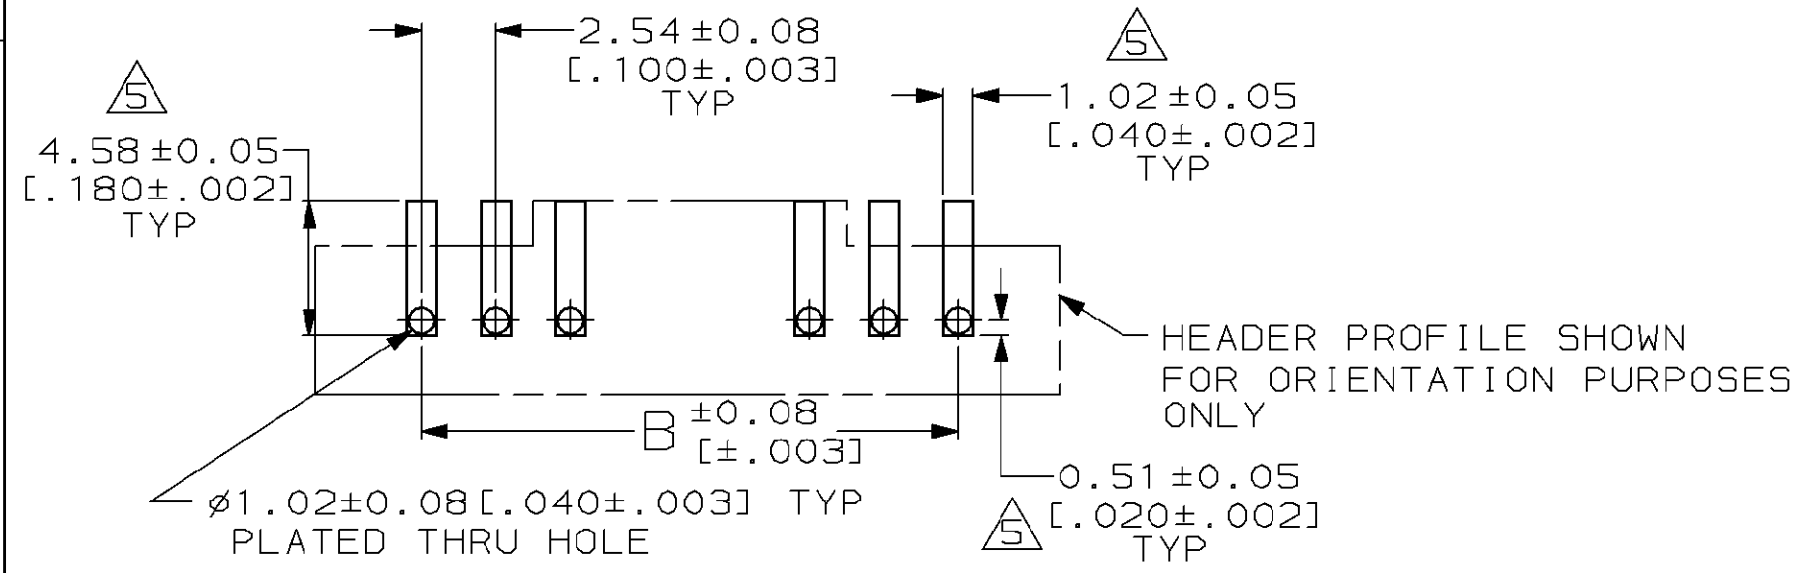 2.54±0.08
[.100±.003]
TYP
5
1.02±0.05
[.040±.002]
TYP
5
4.58±0.05
[.180±.002]
TYP
HEADER PROFILE SHOWN
FOR ORIENTATION PURPOSES
ONLY
B ±0.08
[±.003]
0.51±0.05
[.020±.002]
TYP
5
⌀1.02±0.08[.040±.003] TYP
PLATED THRU HOLE